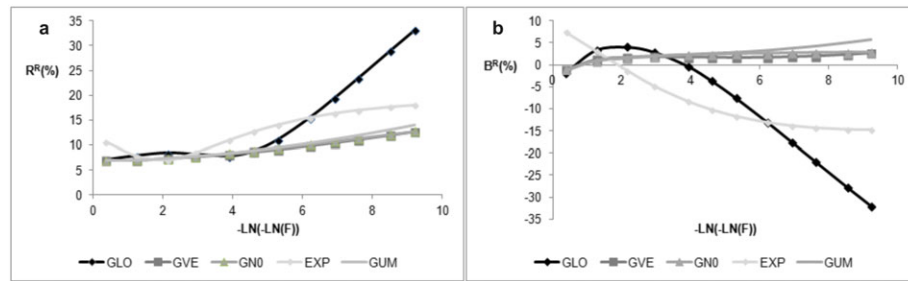 a
R^R(%)
35
30
25
20
15
10
5
0
0 2 4 6 8 10
-LN(-LN(F))
GLO GVE GN0 EXP GUM
b
B^R(%)
10
5
0
-5
-10
-15
-20
-25
-30
-35
0 2 4 6 8 10
-LN(-LN(F))
GLO GVE GN0 EXP GUM